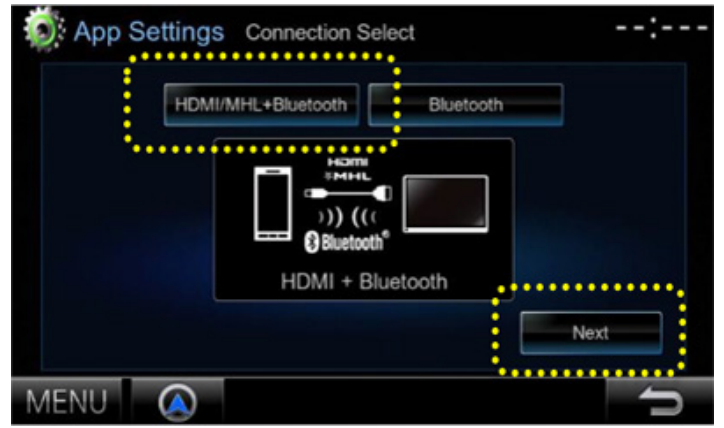 App Settings Connection Select --:---
HDMI/MHL+Bluetooth Bluetooth
HDMI
MHL
Bluetooth®
HDMI + Bluetooth
Next
MENU